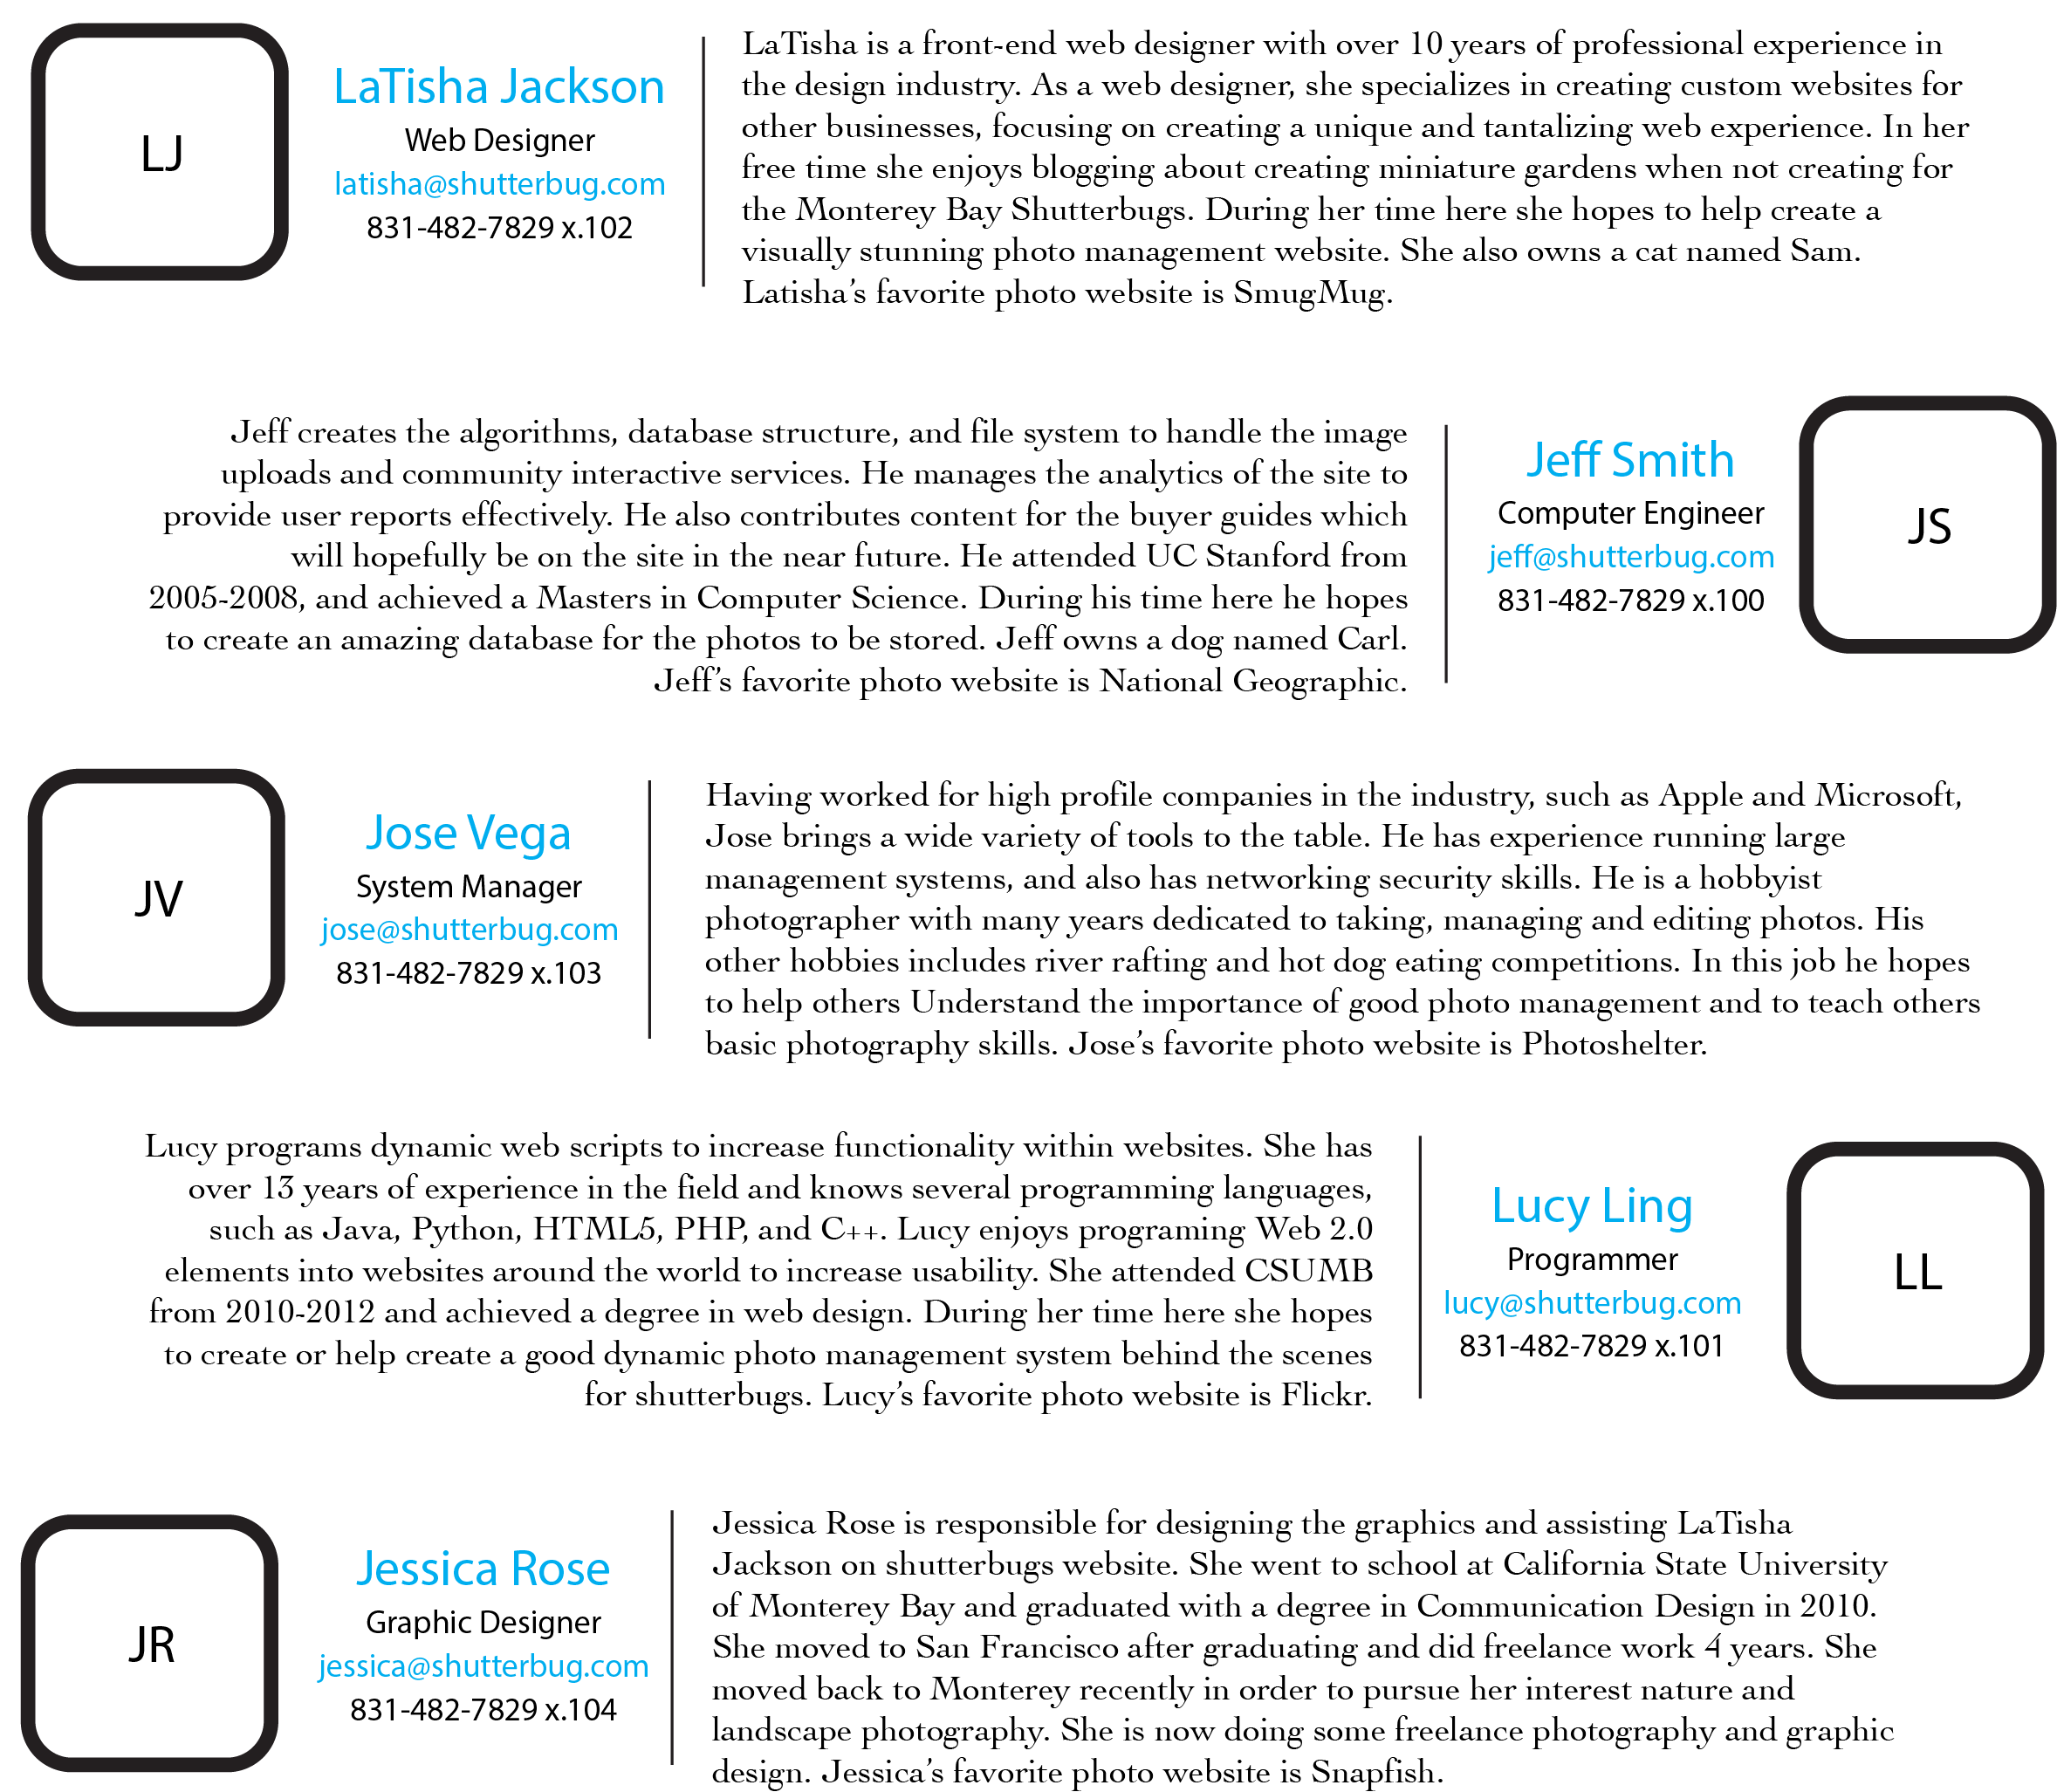 LJ
LaTisha Jackson
Web Designer
latisha@shutterbug.com
831-482-7829 x.102
LaTisha is a front-end web designer with over 10 years of professional experience in
the design industry. As a web designer, she specializes in creating custom websites for
other businesses, focusing on creating a unique and tantalizing web experience. In her
free time she enjoys blogging about creating miniature gardens when not creating for
the Monterey Bay Shutterbugs. During her time here she hopes to help create a
visually stunning photo management website. She also owns a cat named Sam.
Latisha’s favorite photo website is SmugMug.
Jeff creates the algorithms, database structure, and file system to handle the image
uploads and community interactive services. He manages the analytics of the site to
provide user reports effectively. He also contributes content for the buyer guides which
will hopefully be on the site in the near future. He attended UC Stanford from
2005-2008, and achieved a Masters in Computer Science. During his time here he hopes
to create an amazing database for the photos to be stored. Jeff owns a dog named Carl.
Jeff’s favorite photo website is National Geographic.
Jeff Smith
Computer Engineer
jeff@shutterbug.com
831-482-7829 x.100
JS
JV
Jose Vega
System Manager
jose@shutterbug.com
831-482-7829 x.103
Having worked for high profile companies in the industry, such as Apple and Microsoft,
Jose brings a wide variety of tools to the table. He has experience running large
management systems, and also has networking security skills. He is a hobbyist
photographer with many years dedicated to taking, managing and editing photos. His
other hobbies includes river rafting and hot dog eating competitions. In this job he hopes
to help others Understand the importance of good photo management and to teach others
basic photography skills. Jose’s favorite photo website is Photoshelter.
Lucy programs dynamic web scripts to increase functionality within websites. She has
over 13 years of experience in the field and knows several programming languages,
such as Java, Python, HTML5, PHP, and C++. Lucy enjoys programing Web 2.0
elements into websites around the world to increase usability. She attended CSUMB
from 2010-2012 and achieved a degree in web design. During her time here she hopes
to create or help create a good dynamic photo management system behind the scenes
for shutterbugs. Lucy’s favorite photo website is Flickr.
Lucy Ling
Programmer
lucy@shutterbug.com
831-482-7829 x.101
LL
JR
Jessica Rose
Graphic Designer
jessica@shutterbug.com
831-482-7829 x.104
Jessica Rose is responsible for designing the graphics and assisting LaTisha
Jackson on shutterbugs website. She went to school at California State University
of Monterey Bay and graduated with a degree in Communication Design in 2010.
She moved to San Francisco after graduating and did freelance work 4 years. She
moved back to Monterey recently in order to pursue her interest nature and
landscape photography. She is now doing some freelance photography and graphic
design. Jessica’s favorite photo website is Snapfish.